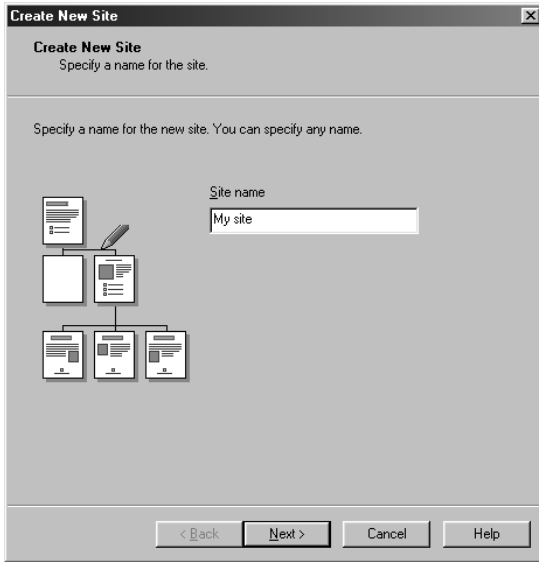 Create New Site
Create New Site
Specify a name for the site.
Specify a name for the new site. You can specify any name.
Site name
My site
< Back Next > Cancel Help